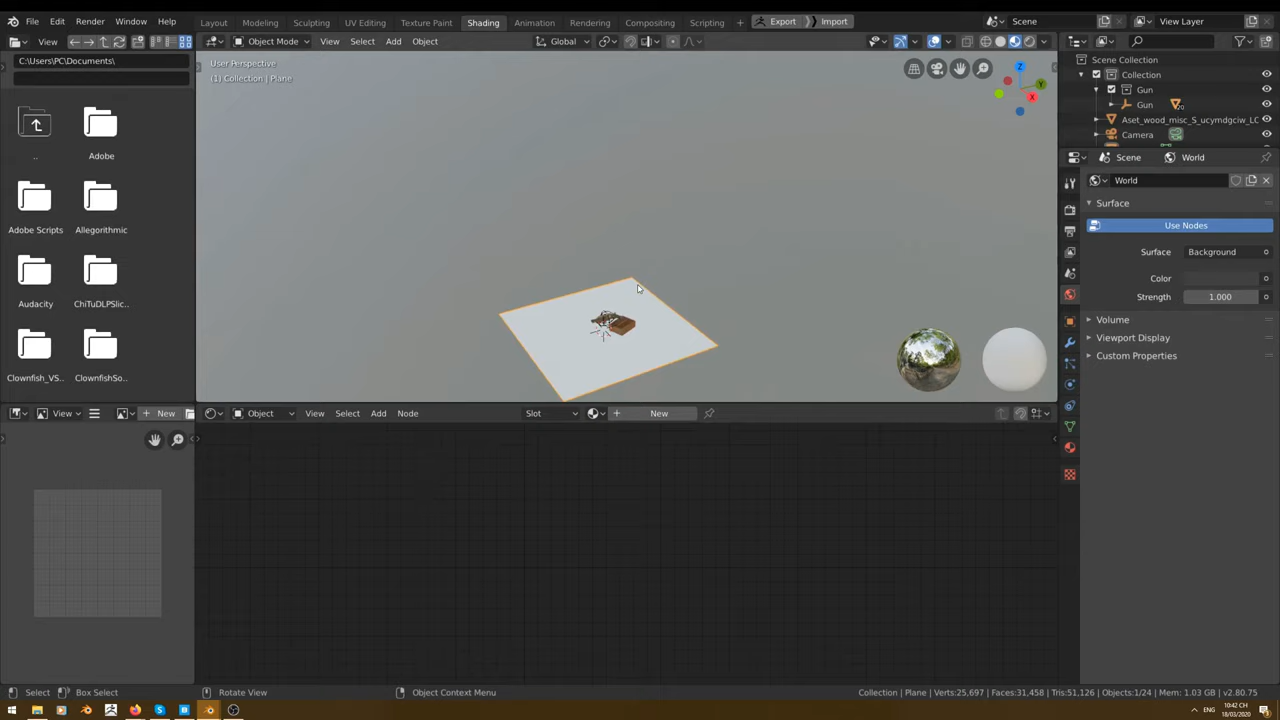 File Edit Render Window Help Layout Modeling Sculpting UV Editing Texture Paint Shading Animation Rendering Compositing Scripting + Export Import Scene View Layer
View Object Mode View Select Add Object Global
C:\Users\PC\Documents\
User Perspective
(1) Collection | Plane
Z
Y
X
Scene Collection
Collection
Gun
Gun
Aset_wood_misc_S_ucymdgciw_LC
Camera
.. Adobe
Adobe Scripts Allegorithmic
Audacity ChiTuDLPSlic...
Clownfish_VS... ClownfishSo...
Scene World
World
Surface
Use Nodes
Surface Background
Color
Strength 1.000
Volume
Viewport Display
Custom Properties
View New Object View Select Add Node Slot New
Select Box Select Rotate View Object Context Menu Collection | Plane | Verts:25,697 | Faces:31,458 | Tris:51,126 | Objects:1/24 | Mem: 1.03 GB | v2.80.75
ENG 10:42 CH
18/03/2020